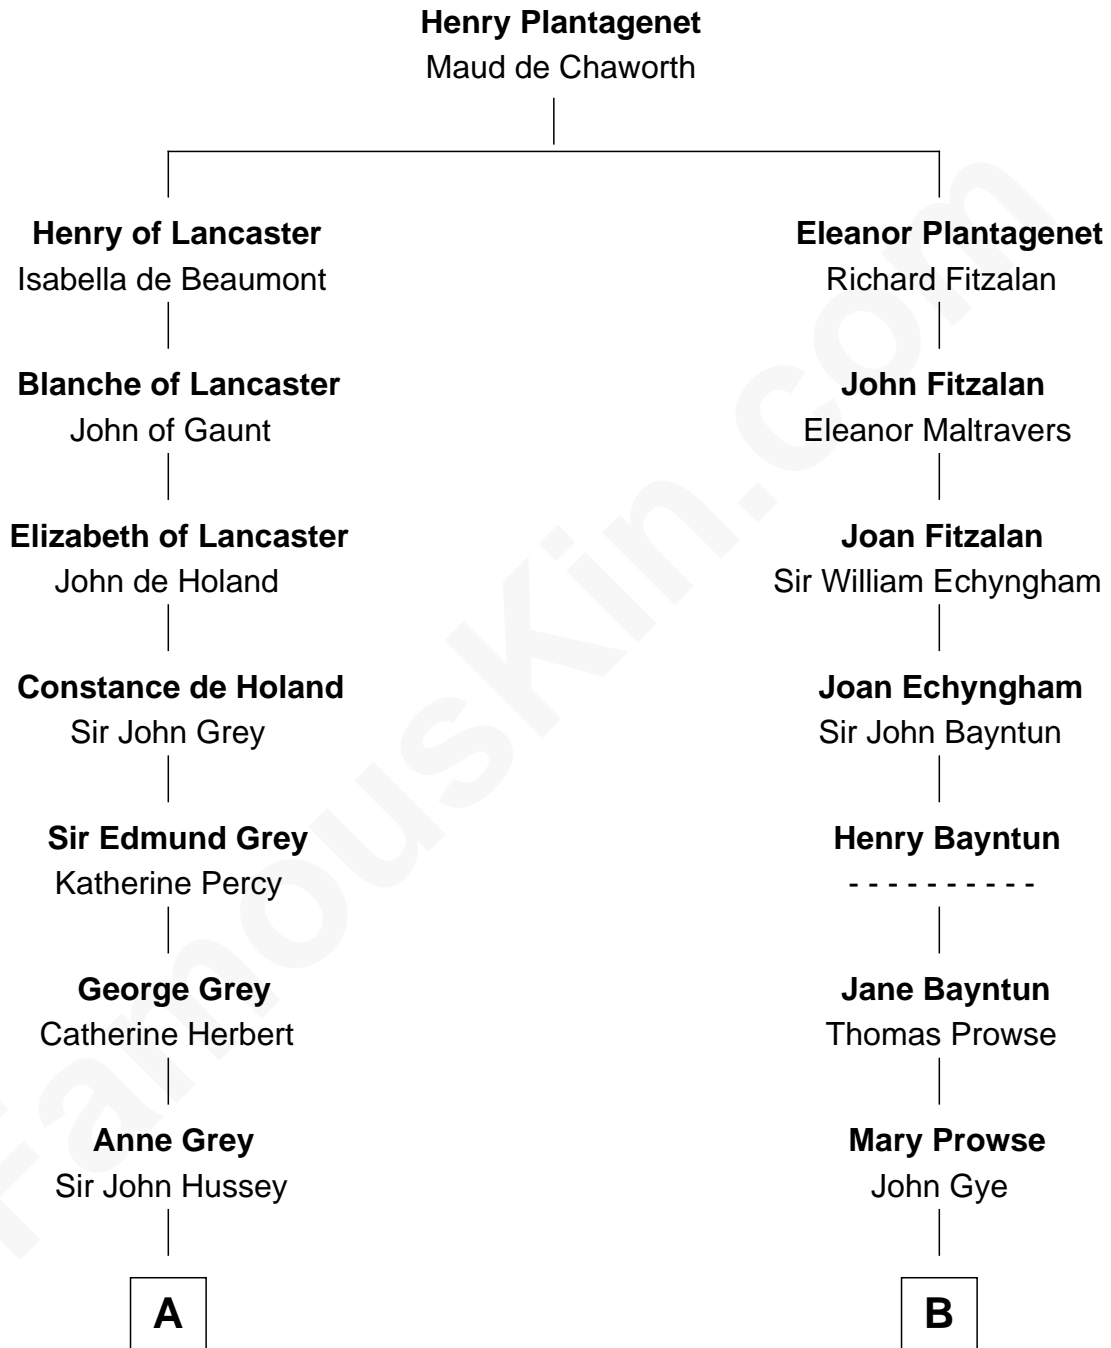 Henry Plantagenet
Maud de Chaworth
Henry of Lancaster
Isabella de Beaumont
Blanche of Lancaster
John of Gaunt
Elizabeth of Lancaster
John de Holand
Constance de Holand
Sir John Grey
Sir Edmund Grey
Katherine Percy
George Grey
Catherine Herbert
Anne Grey
Sir John Hussey
A
Eleanor Plantagenet
Richard Fitzalan
John Fitzalan
Eleanor Maltravers
Joan Fitzalan
Sir William Echyngham
Joan Echyngham
Sir John Bayntun
Henry Bayntun
- - - - - - - - - -
Jane Bayntun
Thomas Prowse
Mary Prowse
John Gye
B
FamousKin.com